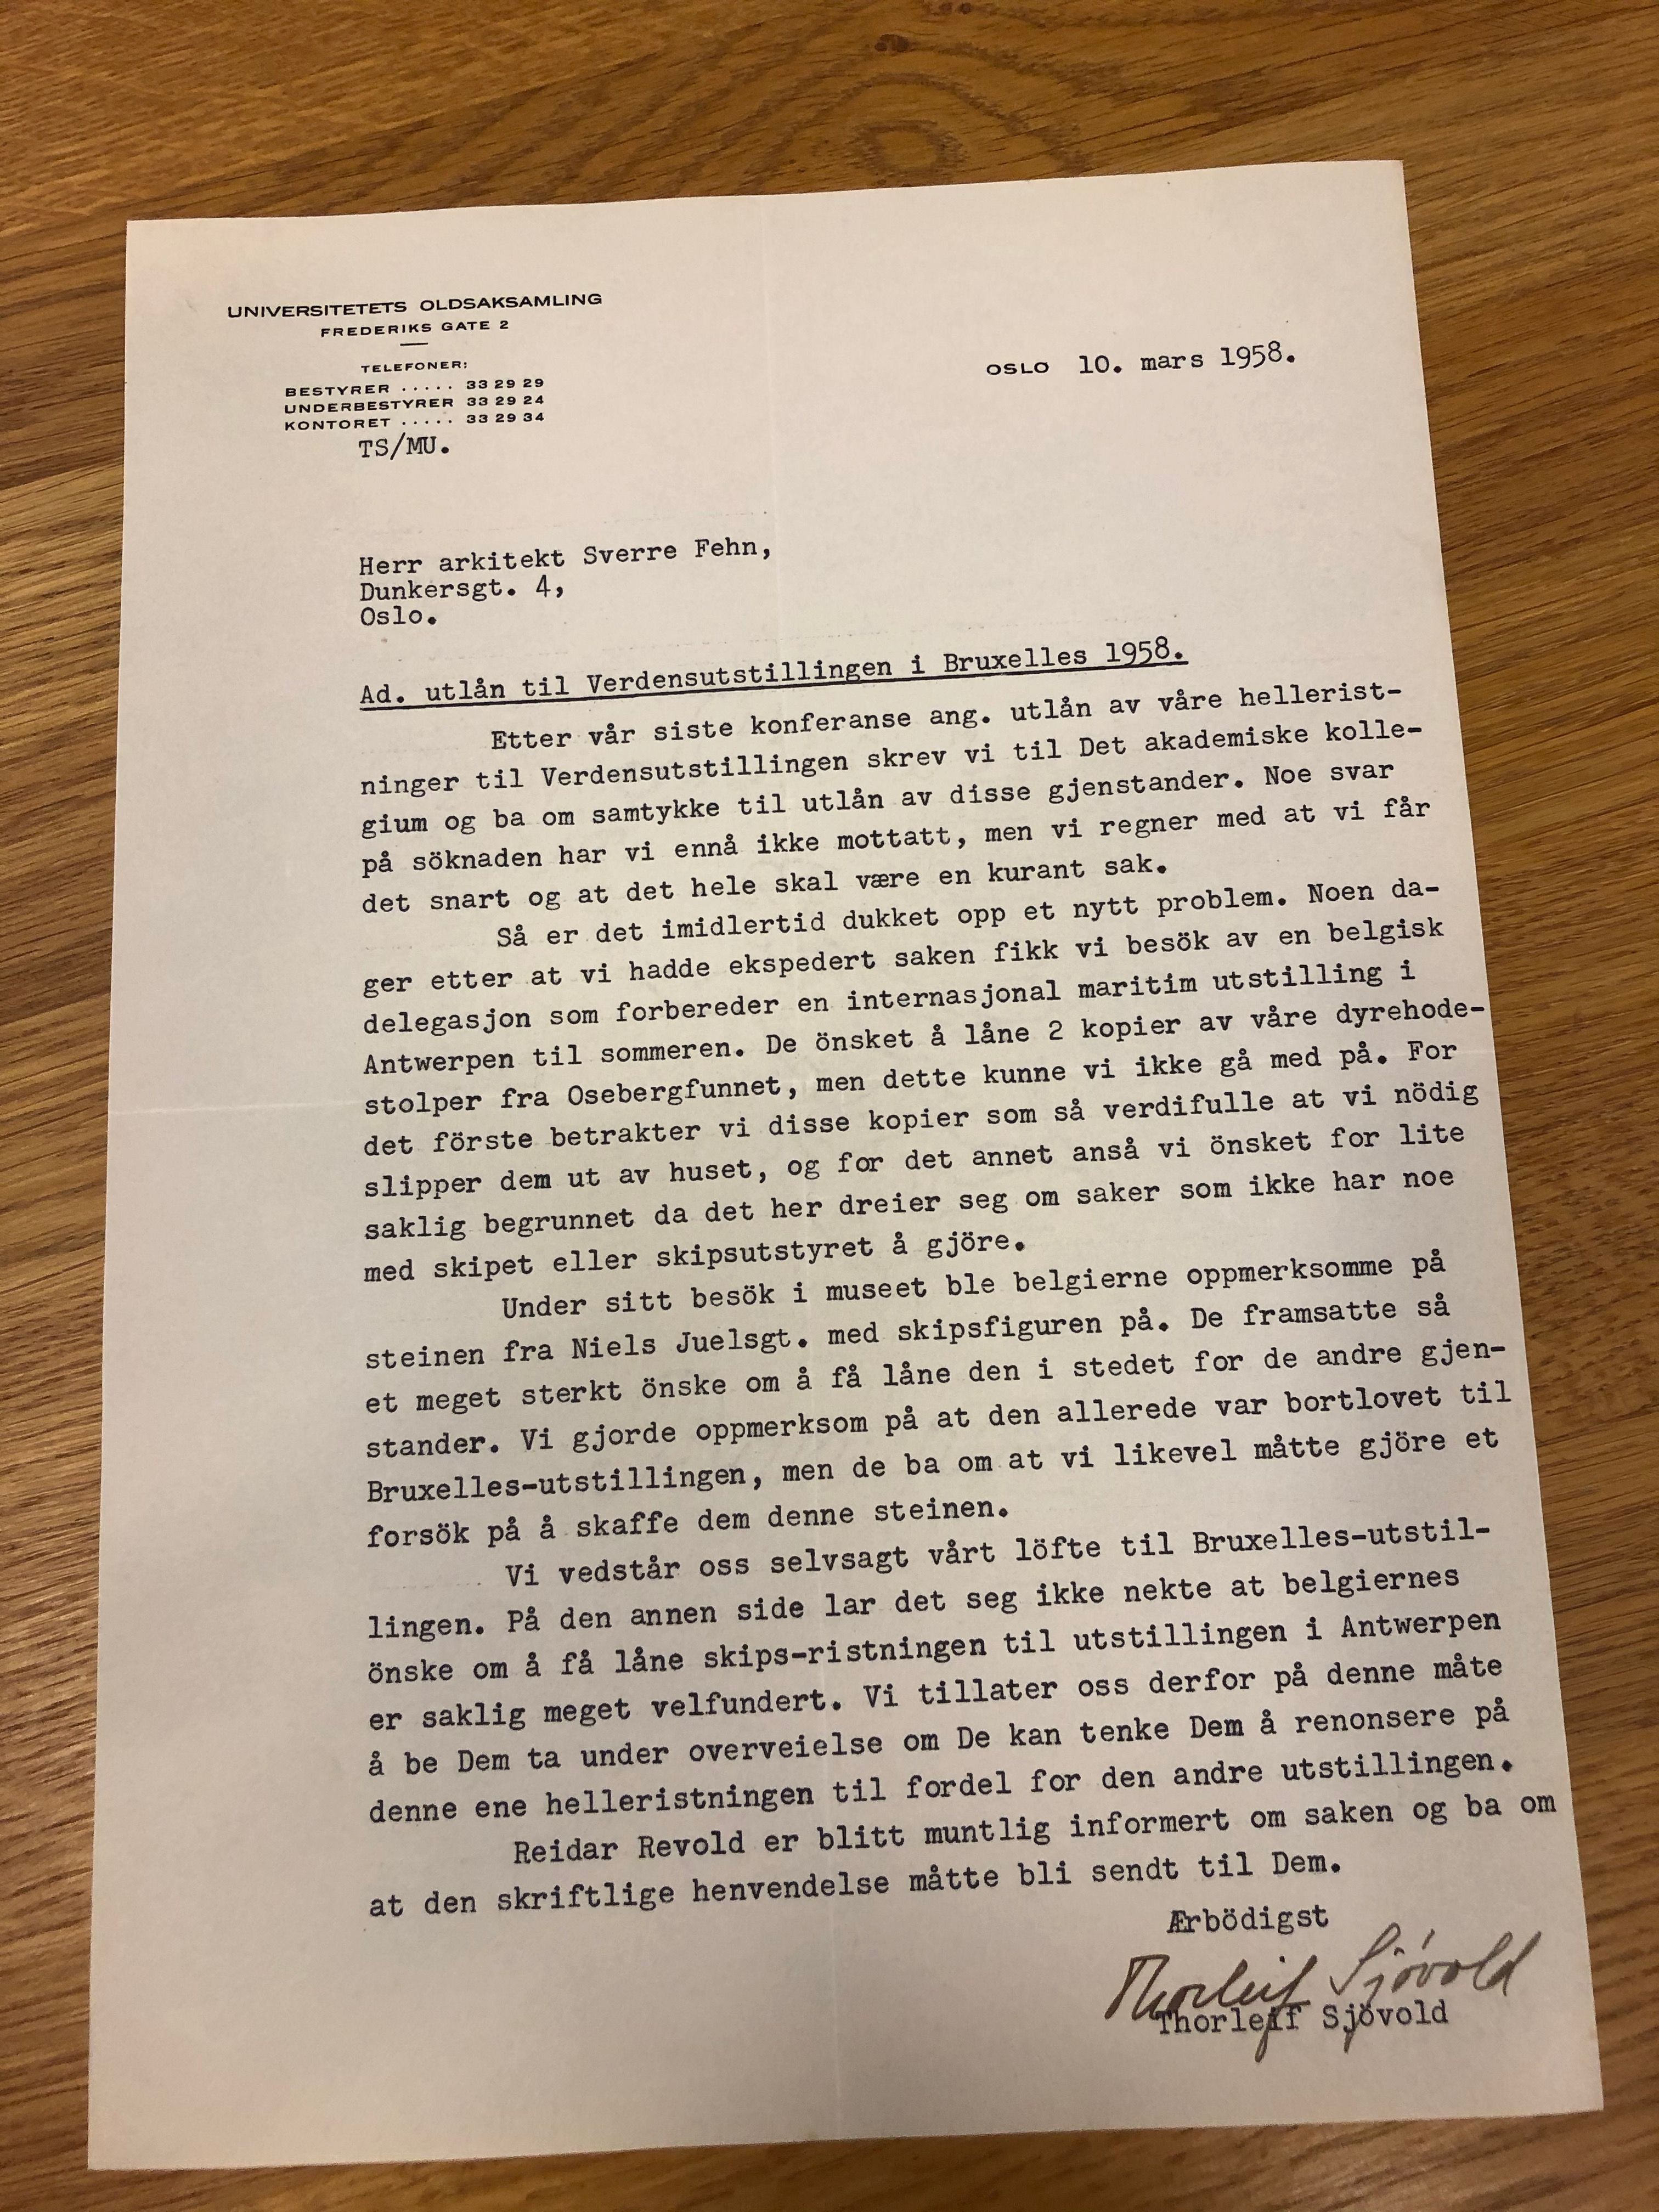 UNIVERSITETETS OLDSAKSAMLING
FREDERIKS GATE 2
TELEFONER:
BESTYRER ..... 33 29 29
UNDERBESTYRER 33 29 24
KONTORET ..... 33 29 34
TS/MU.
OSLO 10. mars 1958.
Herr arkitekt Sverre Fehn,
Dunkersgt. 4,
Oslo.
Ad. utlån til Verdensutstillingen i Bruxelles 1958.
Etter vår siste konferanse ang. utlån av våre hellerist-
ninger til Verdensutstillingen skrev vi til Det akademiske kolle-
gium og ba om samtykke til utlån av disse gjenstander. Noe svar
på söknaden har vi ennå ikke mottatt, men vi regner med at vi får
det snart og at det hele skal være en kurant sak.
Så er det imidlertid dukket opp et nytt problem. Noen da-
ger etter at vi hadde ekspedert saken fikk vi besök av en belgisk
delegasjon som forbereder en internasjonal maritim utstilling i
Antwerpen til sommeren. De önsket å låne 2 kopier av våre dyrehode-
stolper fra Osebergfunnet, men dette kunne vi ikke gå med på. For
det förste betrakter vi disse kopier som så verdifulle at vi nödig
slipper dem ut av huset, og for det annet anså vi önsket for lite
saklig begrunnet da det her dreier seg om saker som ikke har noe
med skipet eller skipsutstyret å gjöre.
Under sitt besök i museet ble belgierne oppmerksomme på
steinen fra Niels Juelsgt. med skipsfiguren på. De framsatte så
et meget sterkt önske om å få låne den i stedet for de andre gjen-
stander. Vi gjorde oppmerksom på at den allerede var bortlovet til
Bruxelles-utstillingen, men de ba om at vi likevel måtte gjöre et
forsök på å skaffe dem denne steinen.
Vi vedstår oss selvsagt vårt löfte til Bruxelles-utstil-
lingen. På den annen side lar det seg ikke nekte at belgiernes
önske om å få låne skips-ristningen til utstillingen i Antwerpen
er saklig meget velfundert. Vi tillater oss derfor på denne måte
å be Dem ta under overveielse om De kan tenke Dem å renonsere på
denne ene helleristningen til fordel for den andre utstillingen.
Reidar Revold er blitt muntlig informert om saken og ba om
at den skriftlige henvendelse måtte bli sendt til Dem.
Ærbödigst
Thorleif Sjövold
Thorleif Sjövold